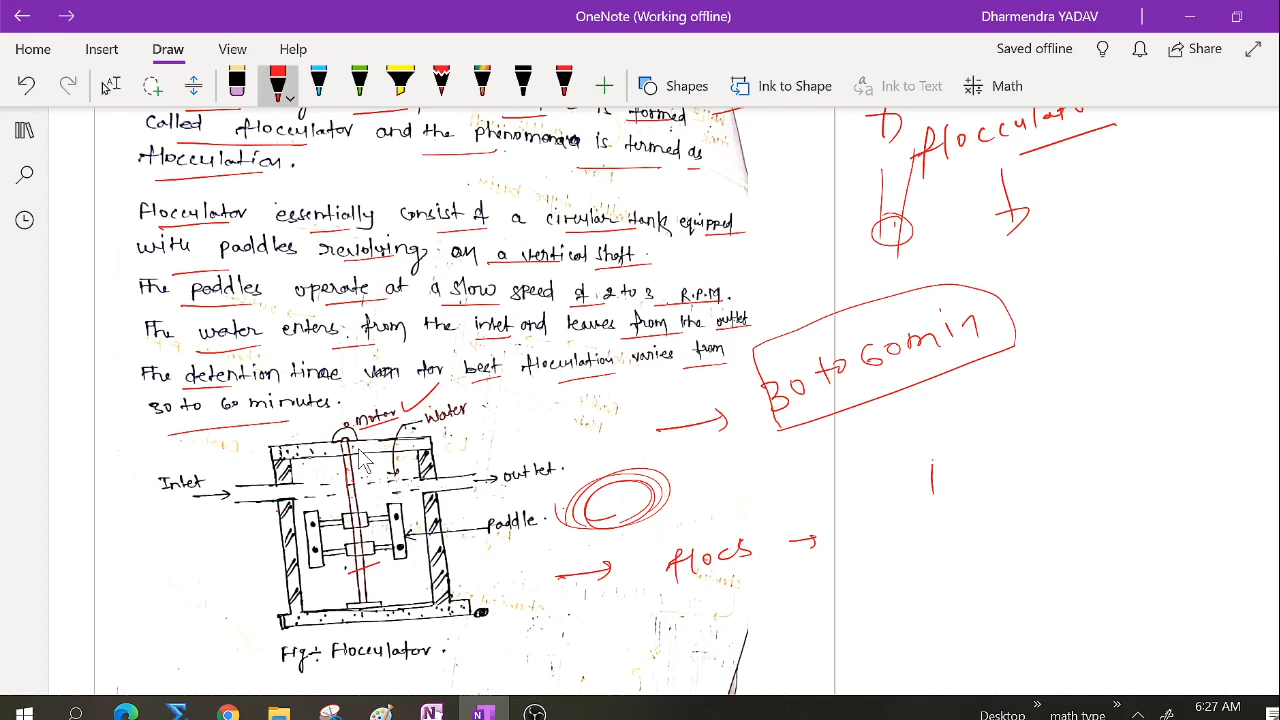 OneNote (Working offline)
Dharmendra YADAV
Home Insert Draw View Help
Saved offline
Share
Shapes
Ink to Shape
Ink to Text
Math
is formed
called flocculator and the phenomena is termed as
flocculation.
Flocculator essentially consist of a circular tank equipped
with paddles revolving on a vertical shaft.
The paddles operate at a slow speed of 2 to 3 R.P.M.
The water enters from the inlet and leaves from the outlet
The detention time for best flocculation varies from
30 to 60 minutes.
Motor
Water
Inlet
outlet.
paddle.
Fig:- Flocculator.
flocculator
30 to 60 min
flocs
Desktop
math type
6:27 AM